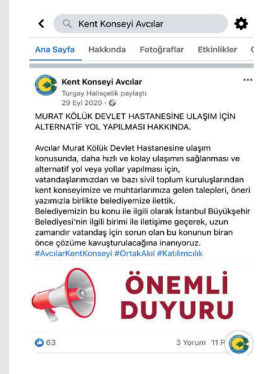 Kent Konseyi Avcılar
Ana Sayfa Hakkında Fotoğraflar Etkinlikler
Kent Konseyi Avcılar
Turgay Halisçelik paylaştı
29 Eyl 2020 ·
MURAT KÖLÜK DEVLET HASTANESİNE ULAŞIM İÇİN
ALTERNATİF YOL YAPILMASI HAKKINDA.
Avcılar Murat Kölük Devlet Hastanesine ulaşım
konusunda, daha hızlı ve kolay ulaşımın sağlanması ve
alternatif yol veya yollar yapılması için,
vatandaşlarımızdan ve bazı sivil toplum kuruluşlarından
kent konseyimize ve muhtarlarımıza gelen talepleri, öneri
yazımızla birlikte belediyemize ilettik.
Belediyemizin bu konu ile ilgili olarak İstanbul Büyükşehir
Belediyesi'nin ilgili birimi ile iletişime geçerek, uzun
zamandır vatandaş için sorun olan bu konunun biran
önce çözüme kavuşturulacağına inanıyoruz.
#AvcılarKentKonseyi #OrtakAkıl #Katılımcılık
ÖNEMLİ
DUYURU
63 3 Yorum 11 P